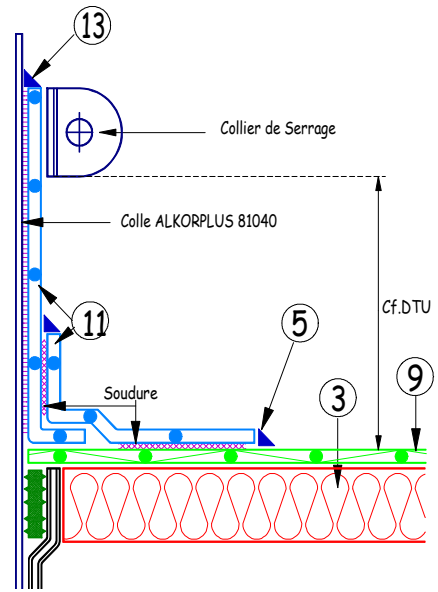 13
Collier de Serrage
Colle ALKORPLUS 81040
Cf.DTU
11
5
9
Soudure
3